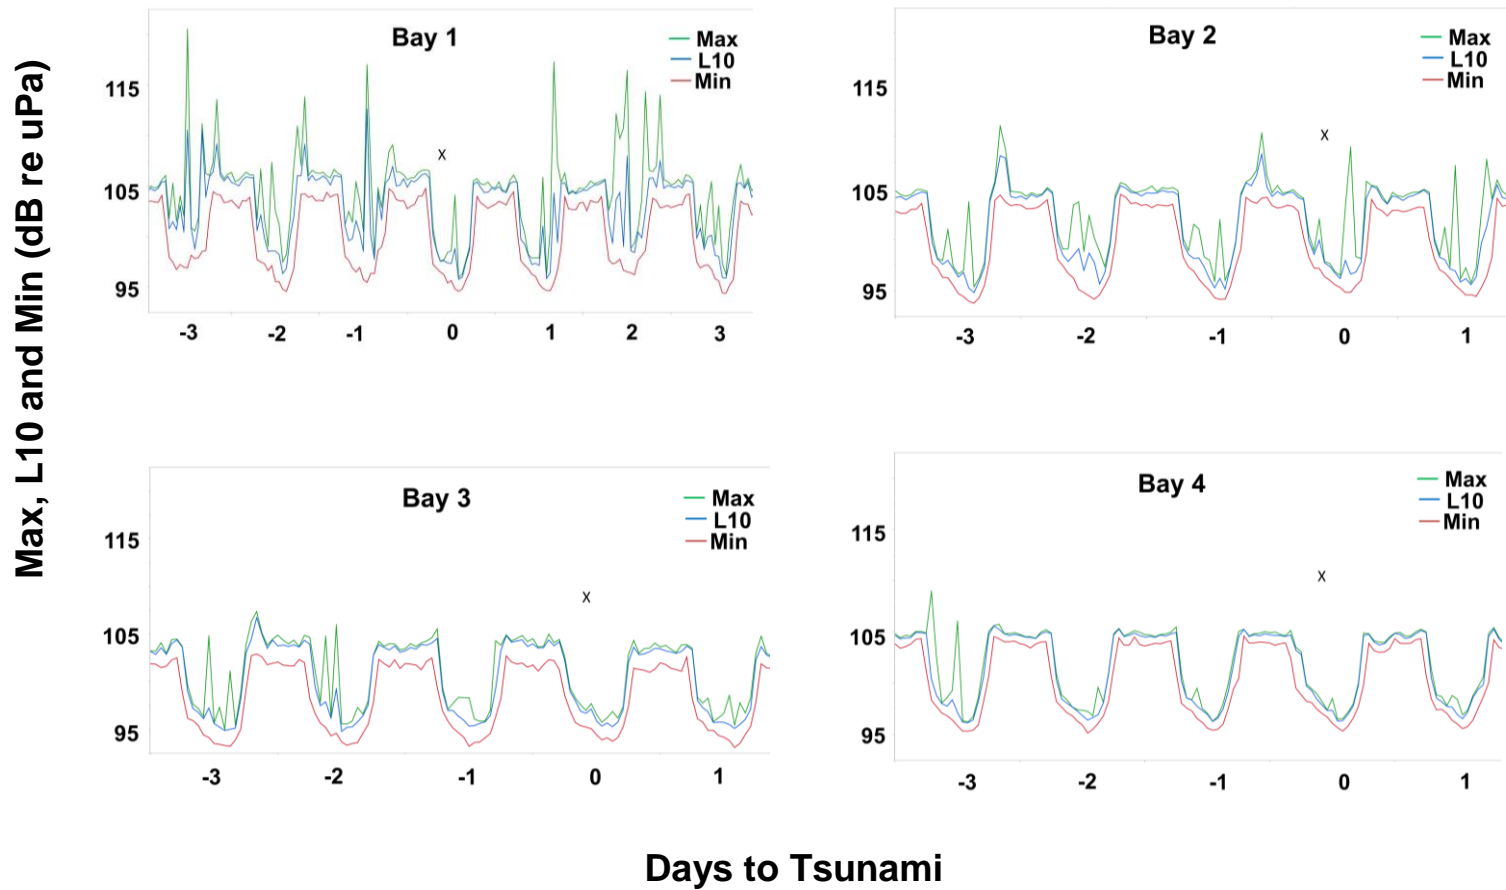 Max, L10 and Min (dB re uPa)
Bay 1
Max
L10
Min
115
105
95
x
-3 -2 -1 0 1 2 3
Bay 2
Max
L10
Min
115
105
95
x
-3 -2 -1 0 1
Bay 3
Max
L10
Min
115
105
95
x
-3 -2 -1 0 1
Bay 4
Max
L10
Min
115
105
95
x
-3 -2 -1 0 1
Days to Tsunami